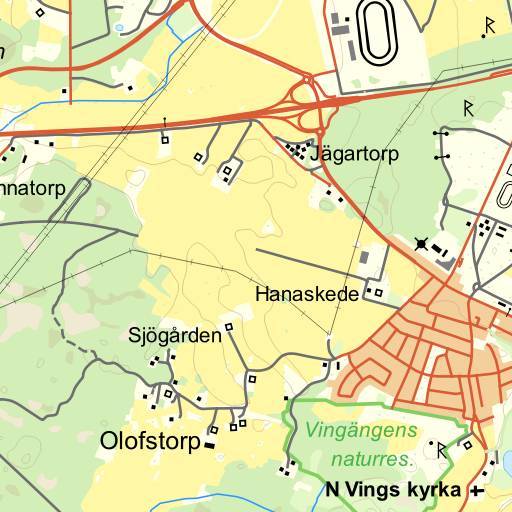 Jägartorp
nnatorp
Hanaskede
Sjögården
Olofstorp
Vingängens
naturres.
N Vings kyrka